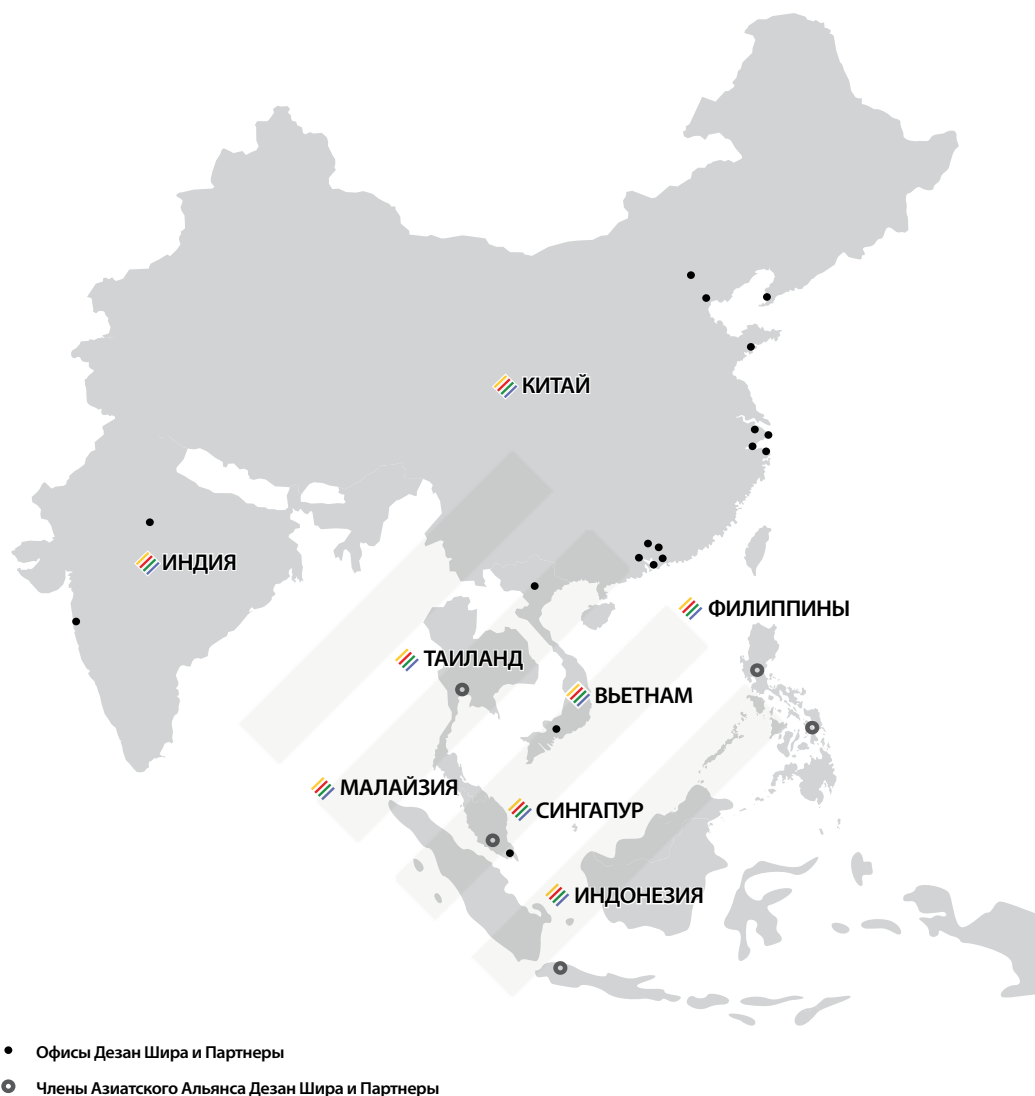 КИТАЙ
ИНДИЯ
ФИЛИППИНЫ
ТАИЛАНД
ВЬЕТНАМ
МАЛАЙЗИЯ
СИНГАПУР
ИНДОНЕЗИЯ
Офисы Дезан Шира и Партнеры
Члены Азиатского Альянса Дезан Шира и Партнеры